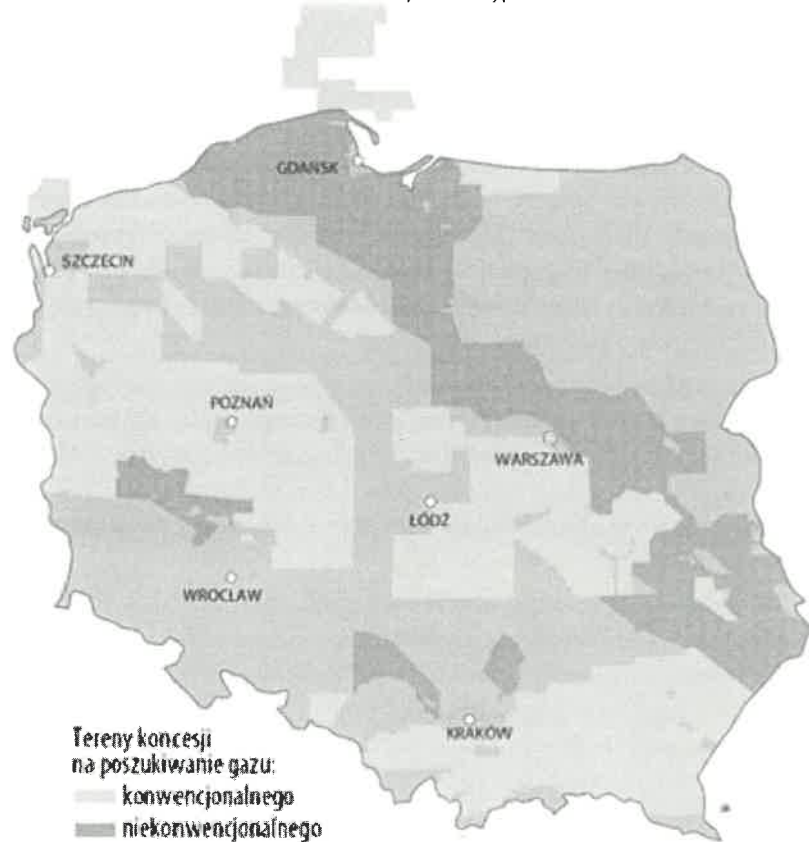 GDAŃSK
SZCZECIN
POZNAŃ
WARSZAWA
ŁÓDŹ
WROCŁAW
KRAKÓW
Tereny koncesji
na poszukiwanie gazu:
konwencjonalnego
niekonwencjonalnego